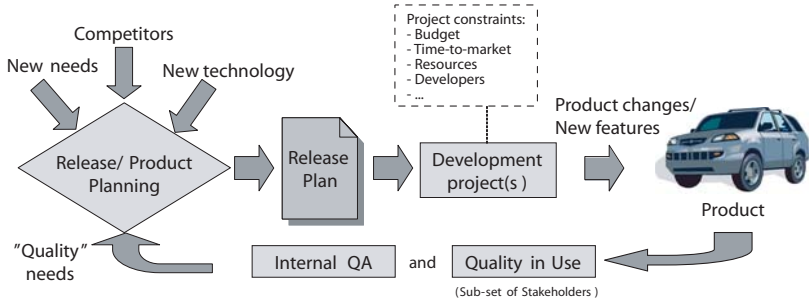 Competitors
New needs
New technology
Release/ Product
Planning
Release
Plan
Project constraints:
- Budget
- Time-to-market
- Resources
- Developers
- ...
Development
project(s )
Product changes/
New features
Product
"Quality"
needs
Internal QA
and
Quality in Use
(Sub-set of Stakeholders )